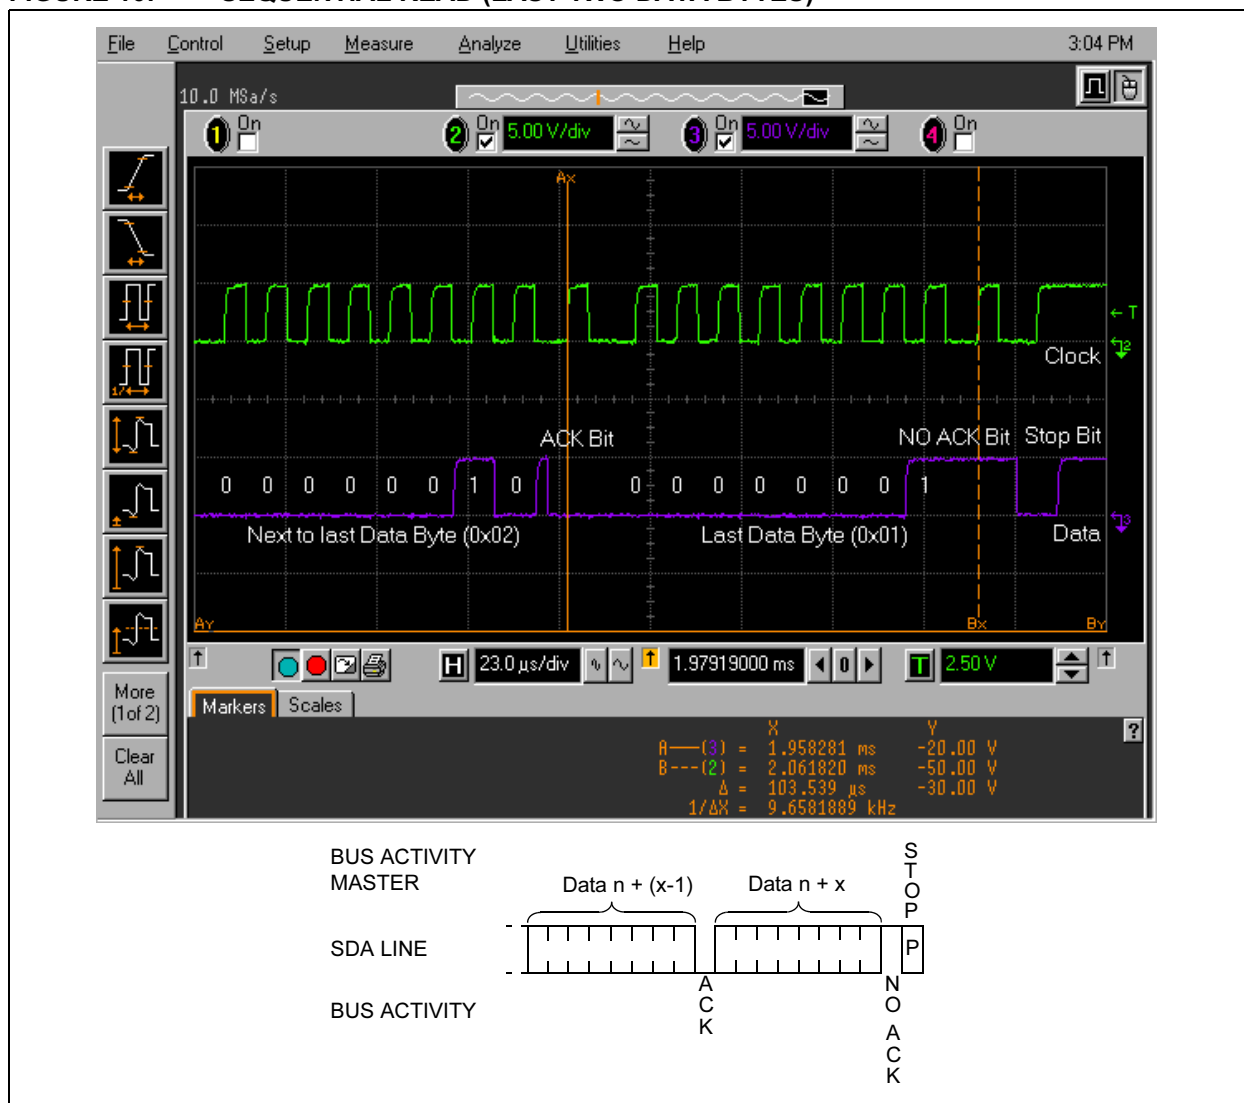 File Control Setup Measure Analyze Utilities Help 3:04 PM
10.0 MSa/s
1 On 2 On 5.00 V/div 3 On 5.00 V/div 4 On
Ax
T
2
Clock
ACK Bit NO ACK Bit Stop Bit
0 0 0 0 0 0 1 0 0 0 0 0 0 0 0 1
3
Next to last Data Byte (0x02) Last Data Byte (0x01) Data
Ay Bx By
H 23.0 µs/div 1.97919000 ms 0 T 2.50 V
More
(1 of 2)
Clear
All
Markers Scales
?
X Y
A——(3) = 1.958281 ms -20.00 V
B---(2) = 2.061820 ms -50.00 V
Δ = 103.539 µs -30.00 V
1/ΔX = 9.6581889 kHz
BUS ACTIVITY
MASTER
Data n + (x-1) Data n + x
STOP
SDA LINE
P
BUS ACTIVITY
ACK
NO ACK